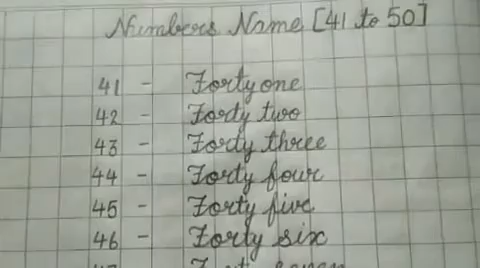 Numbers Name [41 to 50]
41 - Forty one
42 - Forty two
43 - Forty three
44 - Forty four
45 - Forty five
46 - Forty six